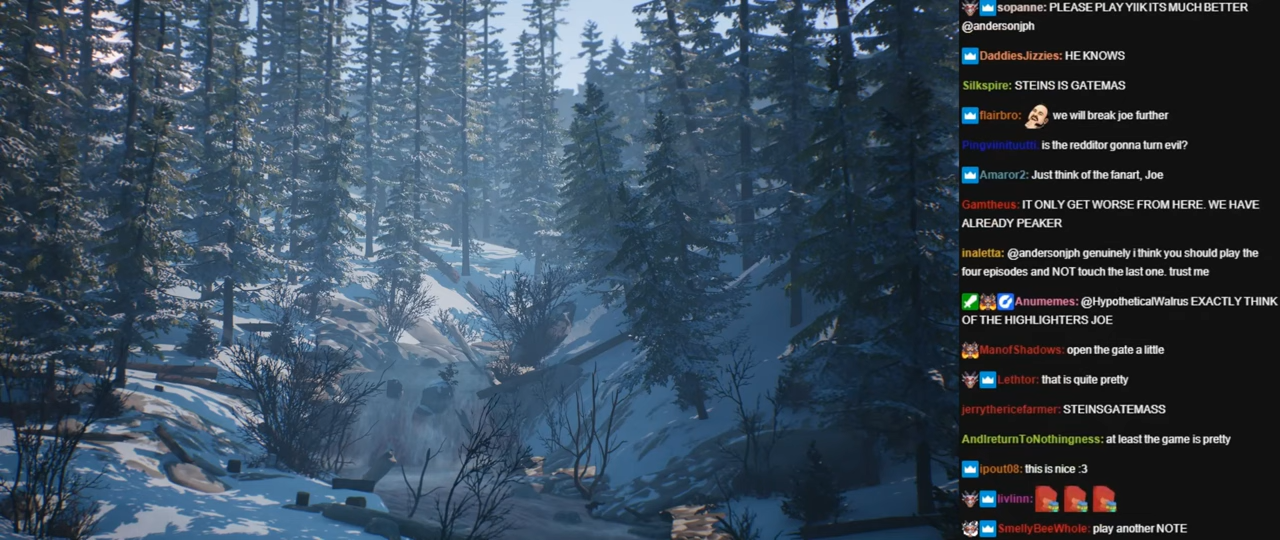 sopanne: PLEASE PLAY YIIK ITS MUCH BETTER
@andersonjph
DaddiesJizzies: HE KNOWS
Silkspire: STEINS IS GATEMAS
flairbro: we will break joe further
Pingviinituutti: is the redditor gonna turn evil?
Amaror2: Just think of the fanart, Joe
Gamtheus: IT ONLY GET WORSE FROM HERE. WE HAVE
ALREADY PEAKER
inaletta: @andersonjph genuinely i think you should play the
four episodes and NOT touch the last one. trust me
Anumemes: @HypotheticalWalrus EXACTLY THINK
OF THE HIGHLIGHTERS JOE
ManofShadows: open the gate a little
Lethtor: that is quite pretty
jerrythericefarmer: STEINSGATEMASS
AndIreturnToNothingness: at least the game is pretty
ipout08: this is nice :3
livlinn:
SmellyBeeWhole: play another NOTE